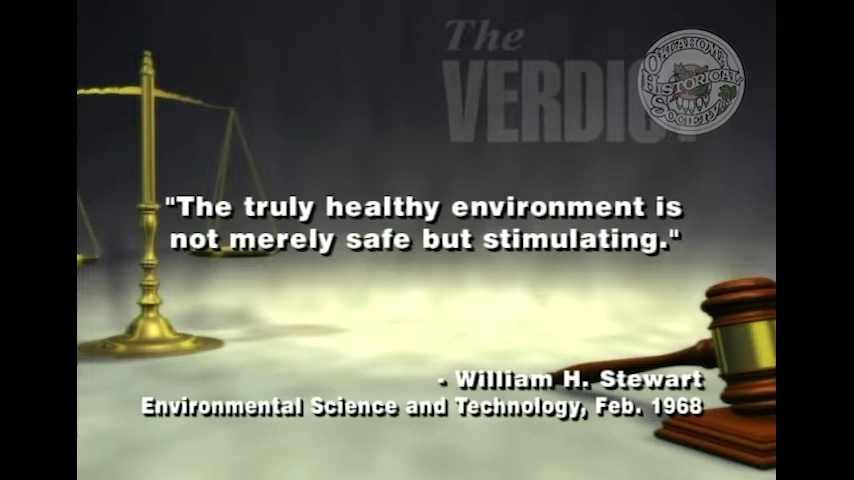 The
VERDICT
OKLAHOMA
HISTORICAL
SOCIETY
"The truly healthy environment is
not merely safe but stimulating."
- William H. Stewart
Environmental Science and Technology, Feb. 1968